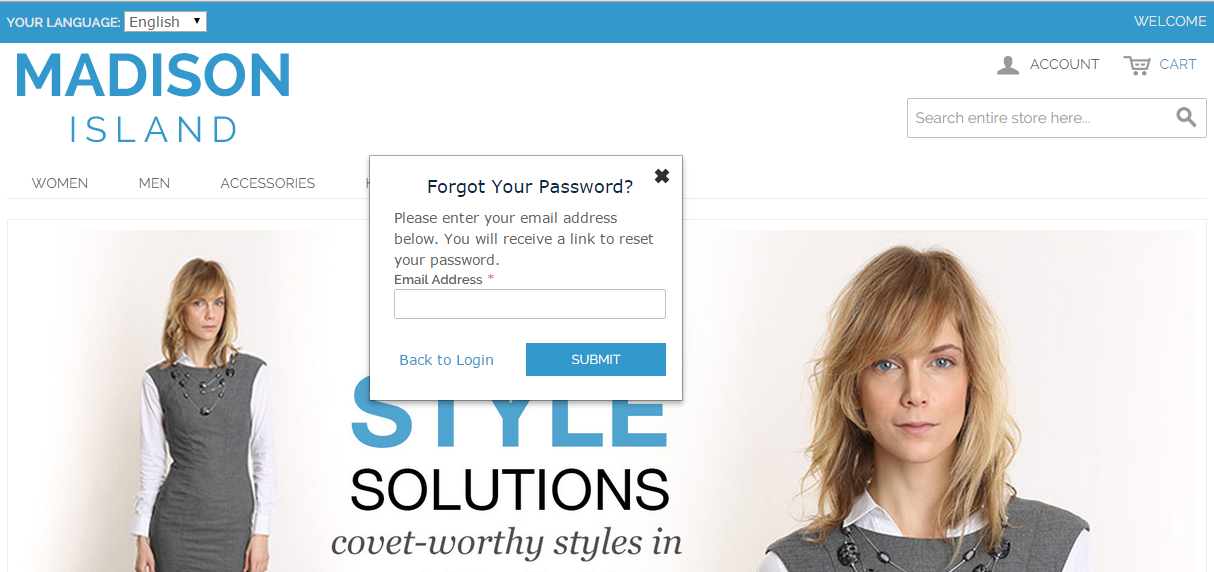 YOUR LANGUAGE: English
WELCOME
MADISON
ISLAND
ACCOUNT
CART
Search entire store here...
WOMEN
MEN
ACCESSORIES
Forgot Your Password?
Please enter your email address
below. You will receive a link to reset
your password.
Email Address *
Back to Login
SUBMIT
STYLE
SOLUTIONS
covet-worthy styles in